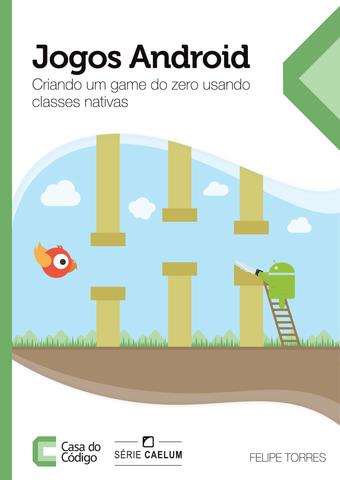 Jogos Android
Criando um game do zero usando
classes nativas
Casa do
Código
SÉRIE CAELUM
FELIPE TORRES